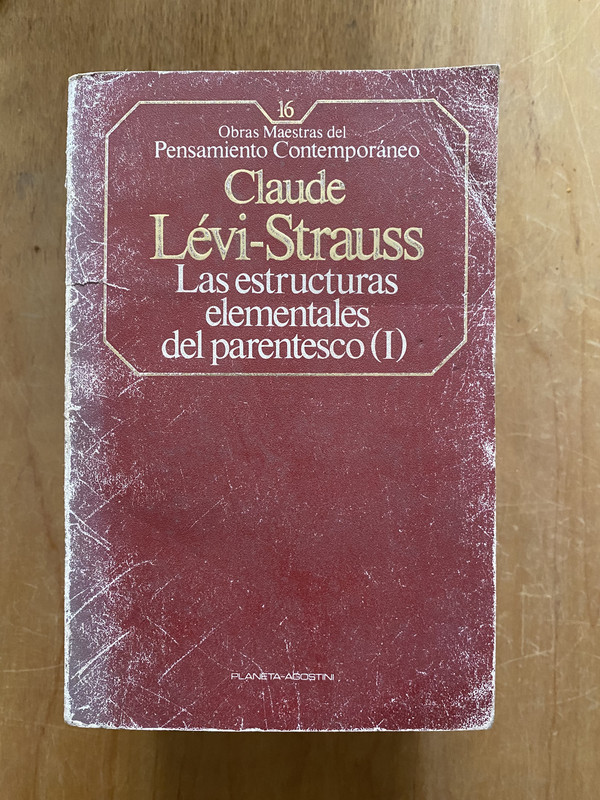 16
Obras Maestras del
Pensamiento Contemporáneo
Claude
Lévi-Strauss
Las estructuras
elementales
del parentesco (I)
PLANETA-AGOSTINI